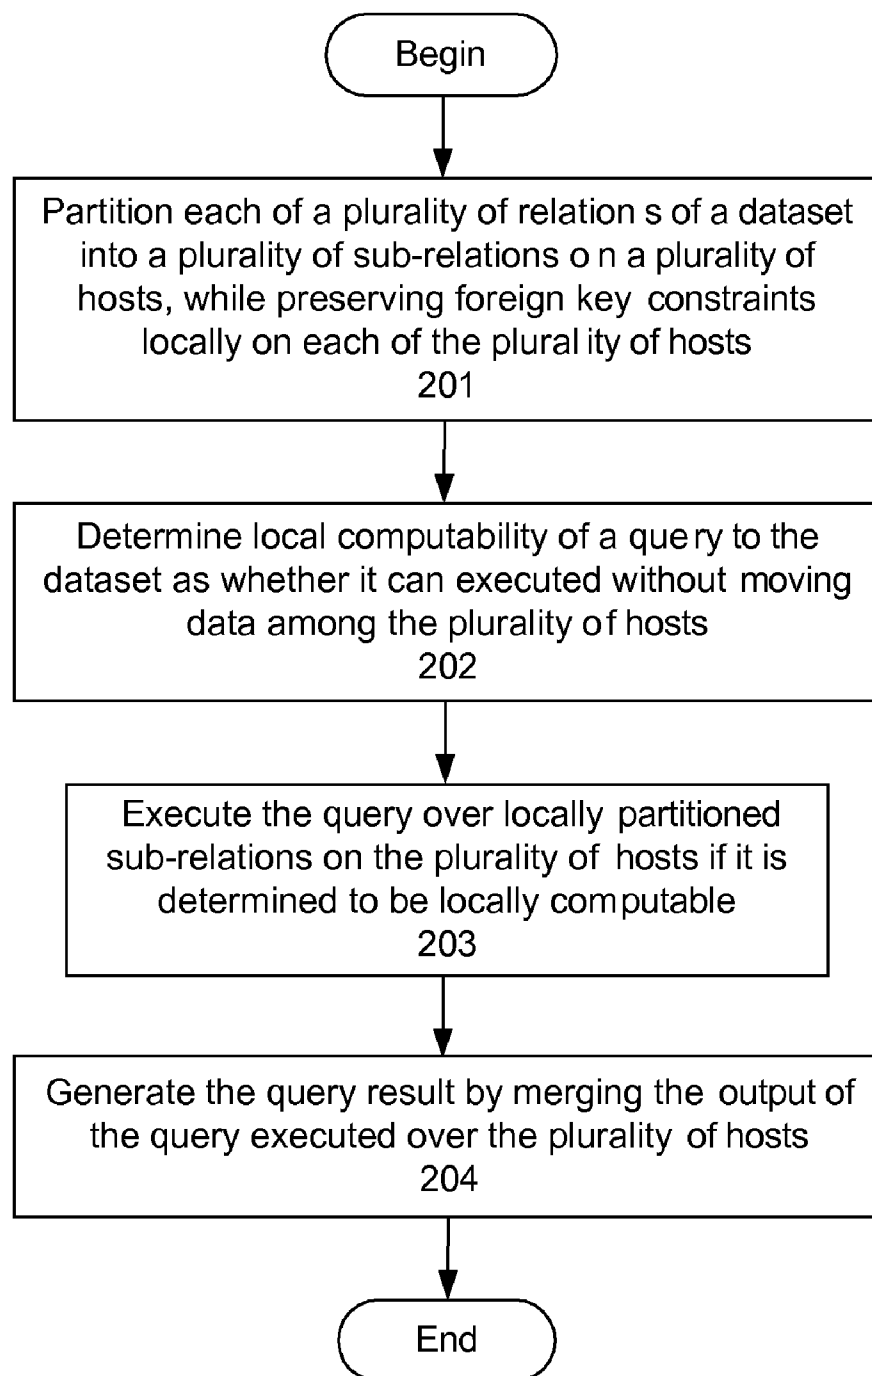 Begin
Partition each of a plurality of relation s of a dataset
into a plurality of sub-relations o n a plurality of
hosts, while preserving foreign key constraints
locally on each of the plurality of hosts
201
Determine local computability of a query to the
dataset as whether it can executed without moving
data among the plurality of hosts
202
Execute the query over locally partitioned
sub-relations on the plurality of hosts if it is
determined to be locally computable
203
Generate the query result by merging the output of
the query executed over the plurality of hosts
204
End